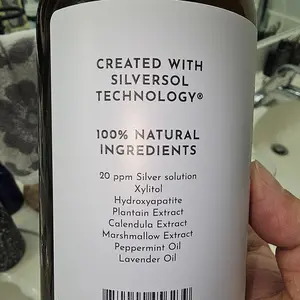 CREATED WITH
SILVERSOL
TECHNOLOGY®
100% NATURAL
INGREDIENTS
20 ppm Silver solution
Xylitol
Hydroxyapatite
Plantain Extract
Calendula Extract
Marshmallow Extract
Peppermint Oil
Lavender Oil